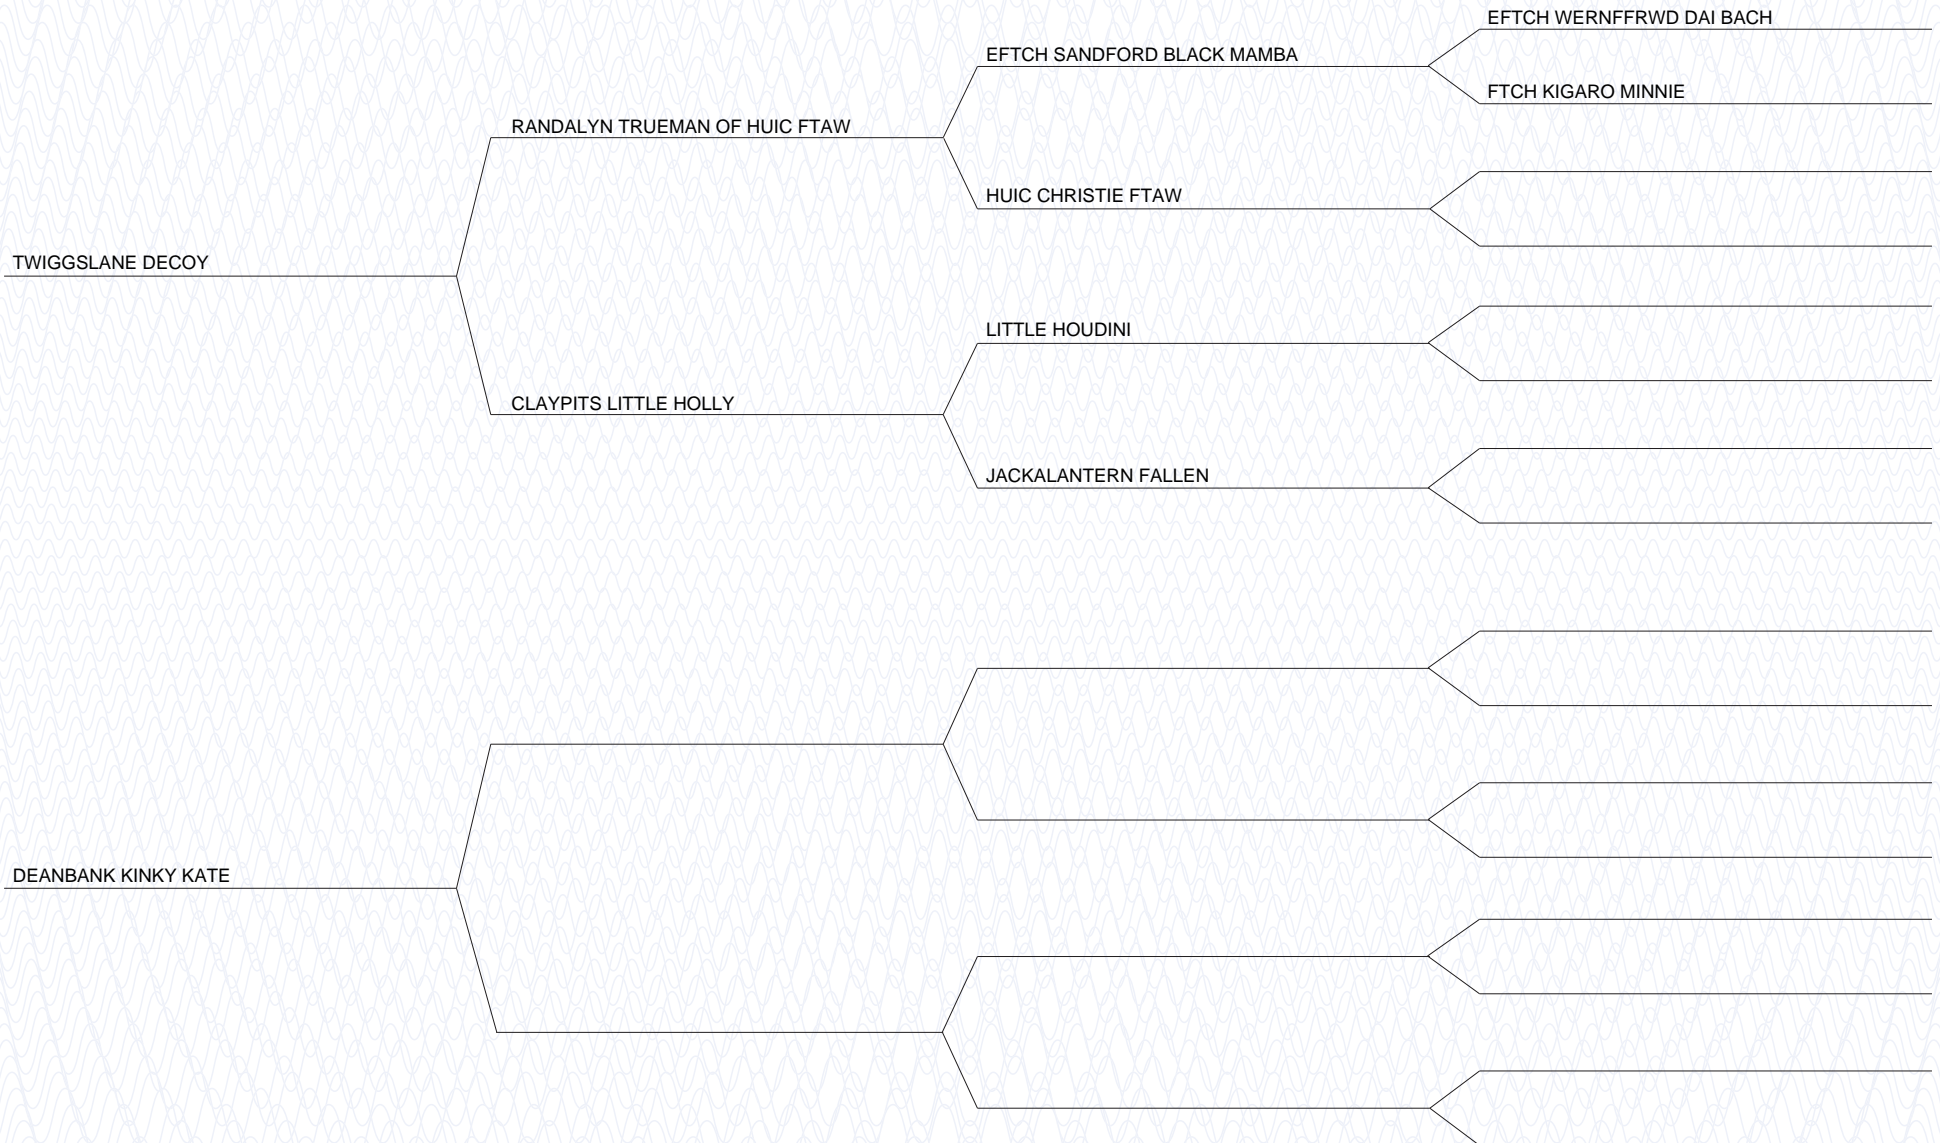 EFTCH WERNFFRWD DAI BACH
EFTCH SANDFORD BLACK MAMBA
FTCH KIGARO MINNIE
RANDALYN TRUEMAN OF HUIC FTAW
HUIC CHRISTIE FTAW
TWIGGSLANE DECOY
LITTLE HOUDINI
CLAYPITS LITTLE HOLLY
JACKALANTERN FALLEN
DEANBANK KINKY KATE